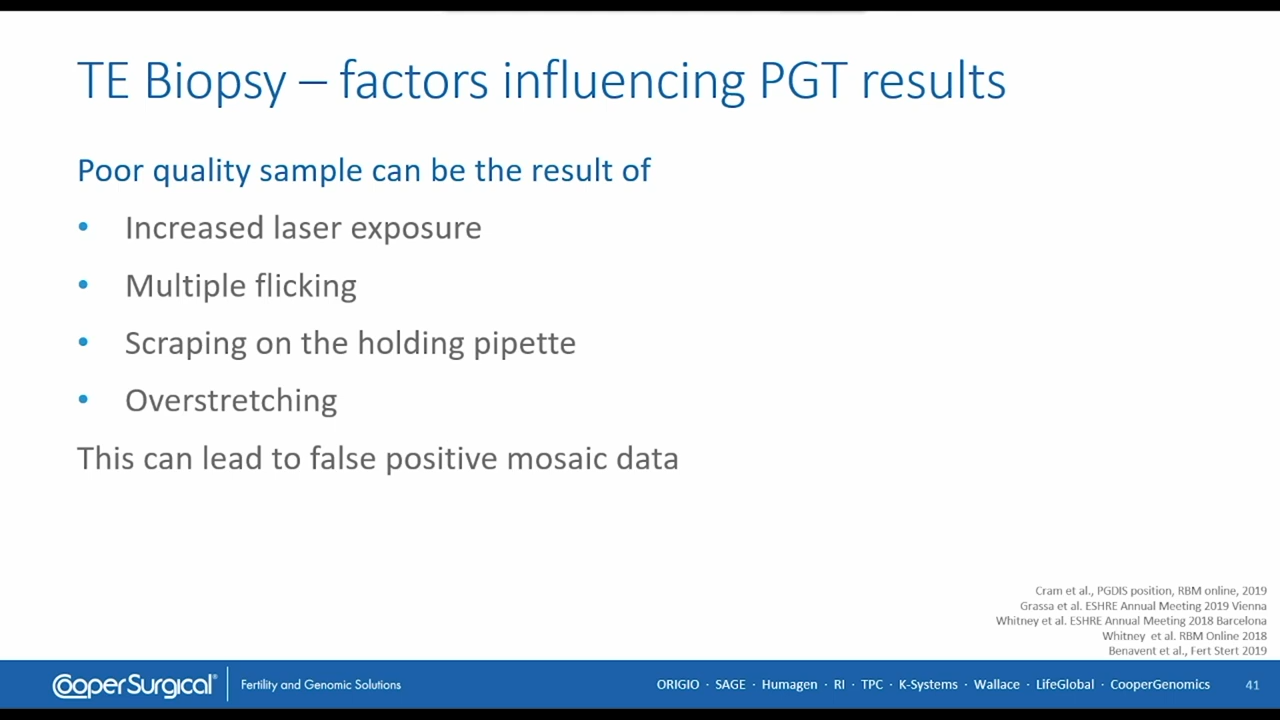 TE Biopsy – factors influencing PGT results
Poor quality sample can be the result of
• Increased laser exposure
• Multiple flicking
• Scraping on the holding pipette
• Overstretching
This can lead to false positive mosaic data
Cram et al., PGDIS position, RBM online, 2019
Grassa et al. ESHRE Annual Meeting 2019 Vienna
Whitney et al. ESHRE Annual Meeting 2018 Barcelona
Whitney et al. RBM Online 2018
Benavent et al., Fert Stert 2019
CooperSurgical® Fertility and Genomic Solutions ORIGIO · SAGE · Humagen · RI · TPC · K-Systems · Wallace · LifeGlobal · CooperGenomics 41